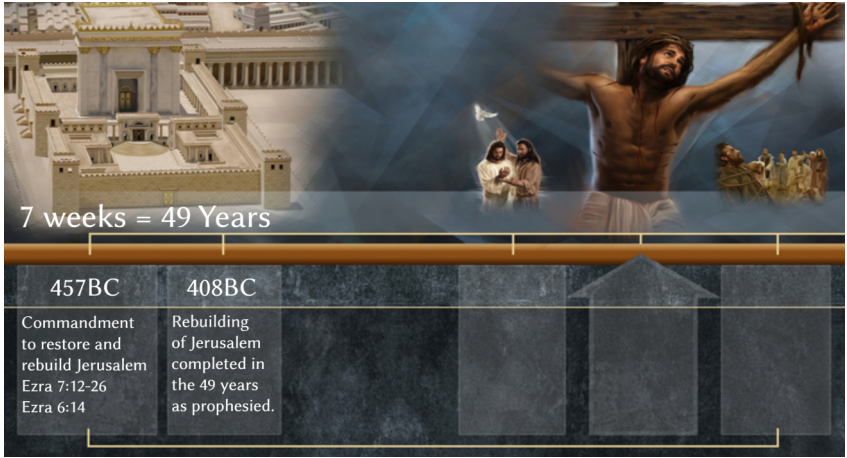 7 weeks = 49 Years
457BC
Commandment
to restore and
rebuild Jerusalem
Ezra 7:12-26
Ezra 6:14
408BC
Rebuilding
of Jerusalem
completed in
the 49 years
as prophesied.